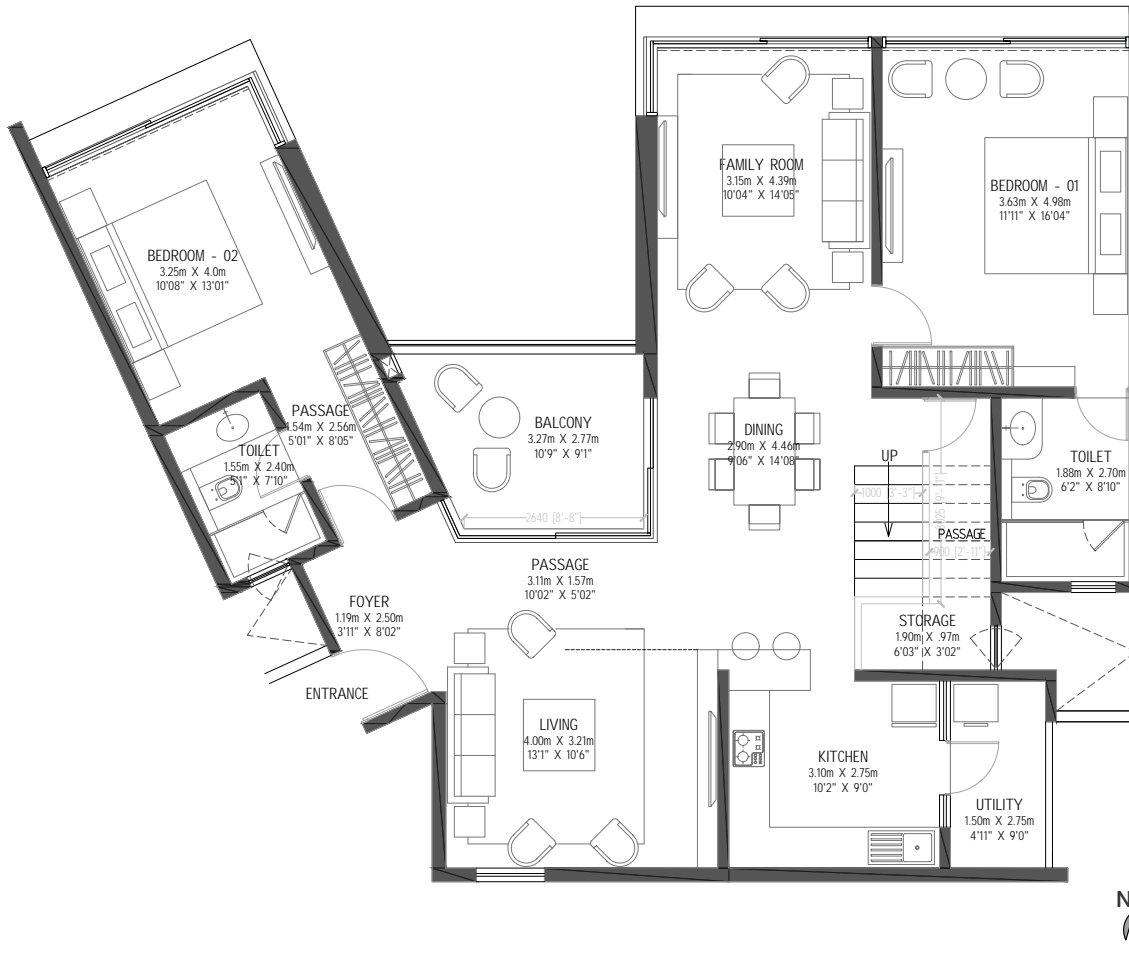 FAMILY ROOM
3.15m X 4.39m
10'04" X 14'05"
BEDROOM - 01
3.63m X 4.98m
11'11" X 16'04"
BEDROOM - 02
3.25m X 4.0m
10'08" X 13'01"
PASSAGE
1.54m X 2.56m
5'01" X 8'05"
TOILET
1.55m X 2.40m
5'1" X 7'10"
BALCONY
3.27m X 2.77m
10'9" X 9'1"
2640 [8'-8"]
DINING
2.90m X 4.46m
9'06" X 14'08"
UP
1000 [3'-3"]
TOILET
1.88m X 2.70m
6'2" X 8'10"
PASSAGE
900 [2'-11"]
PASSAGE
3.11m X 1.57m
10'02" X 5'02"
FOYER
1.19m X 2.50m
3'11" X 8'02"
STORAGE
1.90m X .97m
6'03" X 3'02"
ENTRANCE
LIVING
4.00m X 3.21m
13'1" X 10'6"
KITCHEN
3.10m X 2.75m
10'2" X 9'0"
UTILITY
1.50m X 2.75m
4'11" X 9'0"
N